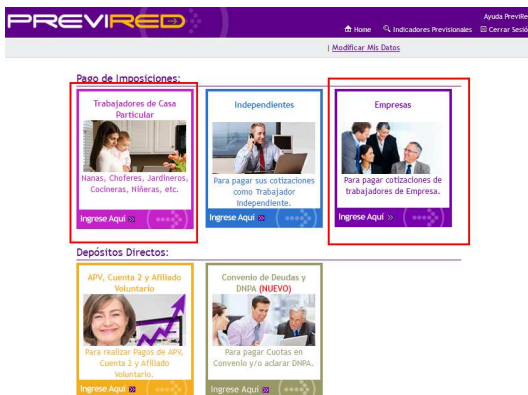 PREVIRED
Ayuda PreviRed
Home
Indicadores Previsionales
Cerrar Sesió
| Modificar Mis Datos
Pago de Imposiciones:
Trabajadores de Casa
Particular
Nanas, Choferes, Jardineros,
Cocineras, Niñeras, etc.
Ingrese Aquí »
Independientes
Para pagar sus cotizaciones
como Trabajador
Independiente.
Ingrese Aquí »
Empresas
Para pagar cotizaciones de
trabajadores de Empresa.
Ingrese Aquí »
Depósitos Directos:
APV, Cuenta 2 y Afiliado
Voluntario
Para realizar Pagos de APV,
Cuenta 2 y Afiliado
Voluntario.
Ingrese Aquí »
Convenio de Deudas y
DNPA (NUEVO)
Para pagar Cuotas en
Convenio y/o aclarar DNPA.
Ingrese Aquí »